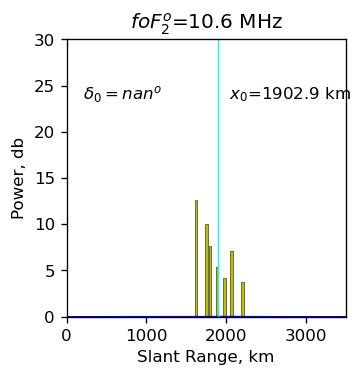 foF₂ᵒ=10.6 MHz
30
25
20
15
10
5
0
Power, db
δ₀ = nanᵒ
x₀=1902.9 km
0 1000 2000 3000
Slant Range, km